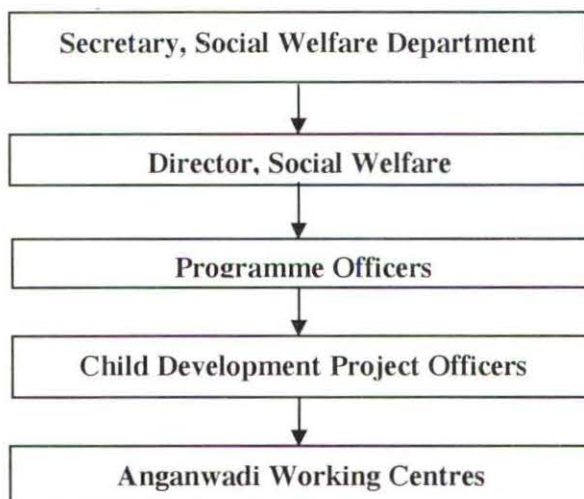 Secretary, Social Welfare Department
Director, Social Welfare
Programme Officers
Child Development Project Officers
Anganwadi Working Centres